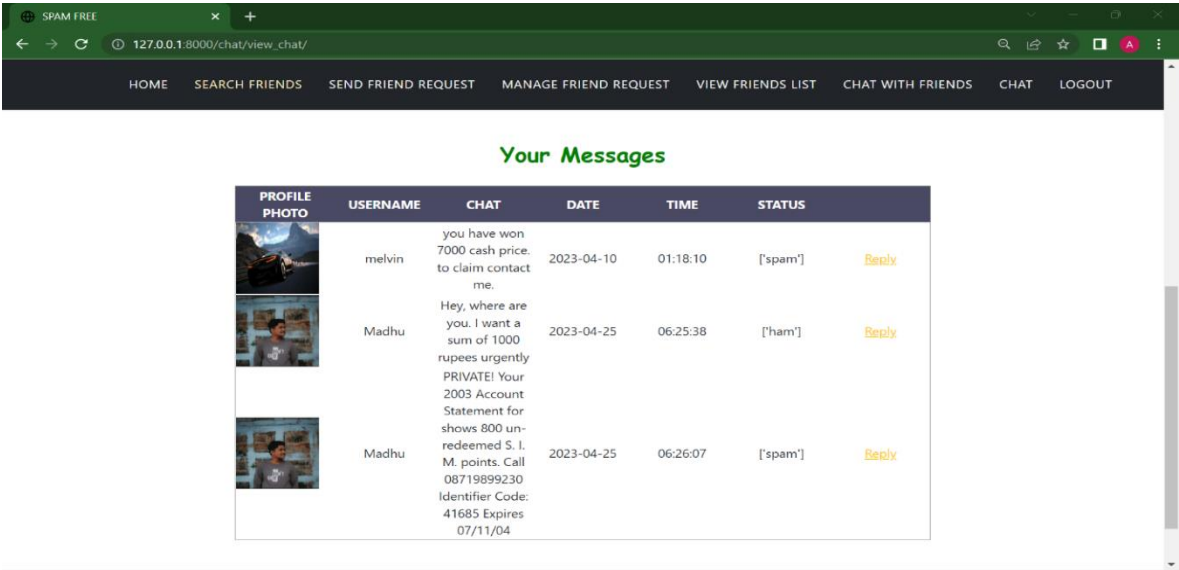 SPAM FREE
127.0.0.1:8000/chat/view_chat/
A
HOME SEARCH FRIENDS SEND FRIEND REQUEST MANAGE FRIEND REQUEST VIEW FRIENDS LIST CHAT WITH FRIENDS CHAT LOGOUT
Your Messages
PROFILE
PHOTO
USERNAME CHAT DATE TIME STATUS
you have won
7000 cash price.
to claim contact
me.
melvin 2023-04-10 01:18:10 ['spam'] Reply
Hey, where are
you. I want a
sum of 1000
rupees urgently
Madhu 2023-04-25 06:25:38 ['ham'] Reply
PRIVATE! Your
2003 Account
Statement for
shows 800 un-
redeemed S. I.
M. points. Call
08719899230
Identifier Code:
41685 Expires
07/11/04
Madhu 2023-04-25 06:26:07 ['spam'] Reply